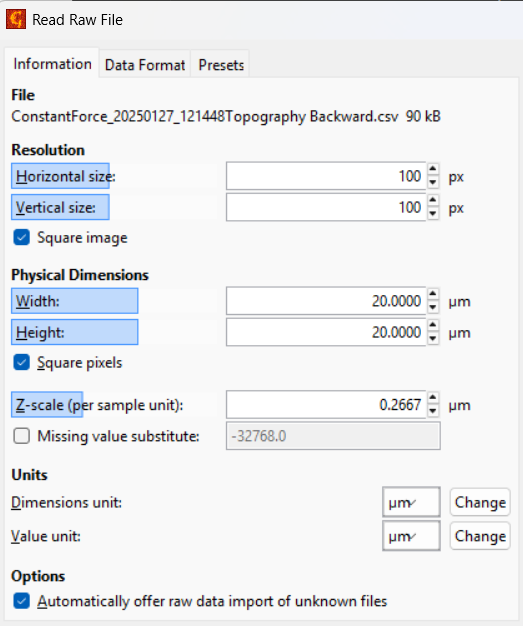 Read Raw File
Information Data Format Presets
File
ConstantForce_20250127_121448Topography Backward.csv 90 kB
Resolution
Horizontal size: 100 px
Vertical size: 100 px
Square image
Physical Dimensions
Width: 20.0000 µm
Height: 20.0000 µm
Square pixels
Z-scale (per sample unit): 0.2667 µm
Missing value substitute: -32768.0
Units
Dimensions unit: µm Change
Value unit: µm Change
Options
Automatically offer raw data import of unknown files